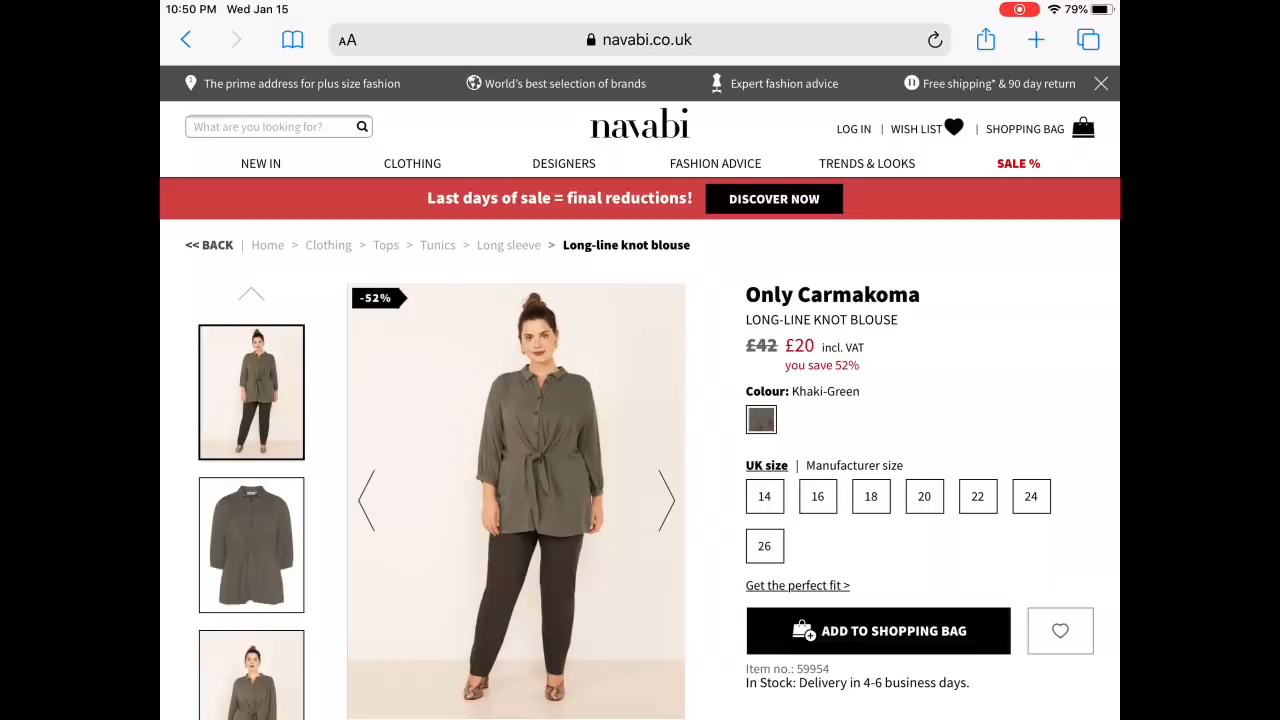 10:50 PM Wed Jan 15
79%
AA
navabi.co.uk
The prime address for plus size fashion
World's best selection of brands
Expert fashion advice
Free shipping* & 90 day return
What are you looking for?
navabi
LOG IN | WISH LIST | SHOPPING BAG
NEW IN
CLOTHING
DESIGNERS
FASHION ADVICE
TRENDS & LOOKS
SALE %
Last days of sale = final reductions!
DISCOVER NOW
<< BACK | Home > Clothing > Tops > Tunics > Long sleeve > Long-line knot blouse
-52%
Only Carmakoma
LONG-LINE KNOT BLOUSE
£42 £20 incl. VAT
you save 52%
Colour: Khaki-Green
UK size | Manufacturer size
14 16 18 20 22 24
26
Get the perfect fit >
ADD TO SHOPPING BAG
Item no.: 59954
In Stock: Delivery in 4-6 business days.